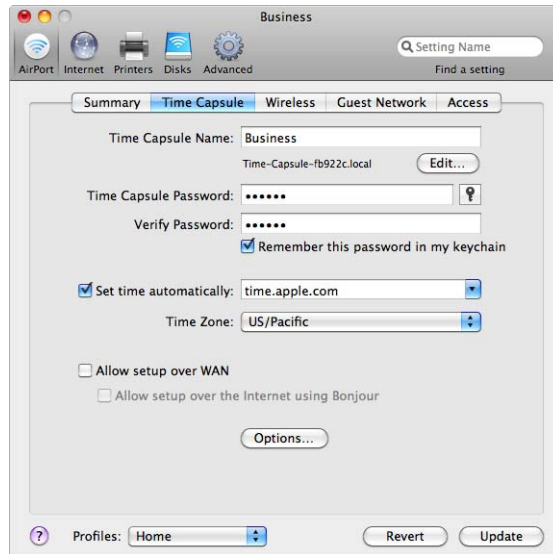 Business
Setting Name
AirPort Internet Printers Disks Advanced Find a setting
Summary Time Capsule Wireless Guest Network Access
Time Capsule Name: Business
Time-Capsule-fb922c.local Edit...
Time Capsule Password: ••••••
Verify Password: ••••••
Remember this password in my keychain
Set time automatically: time.apple.com
Time Zone: US/Pacific
Allow setup over WAN
Allow setup over the Internet using Bonjour
Options...
? Profiles: Home Revert Update